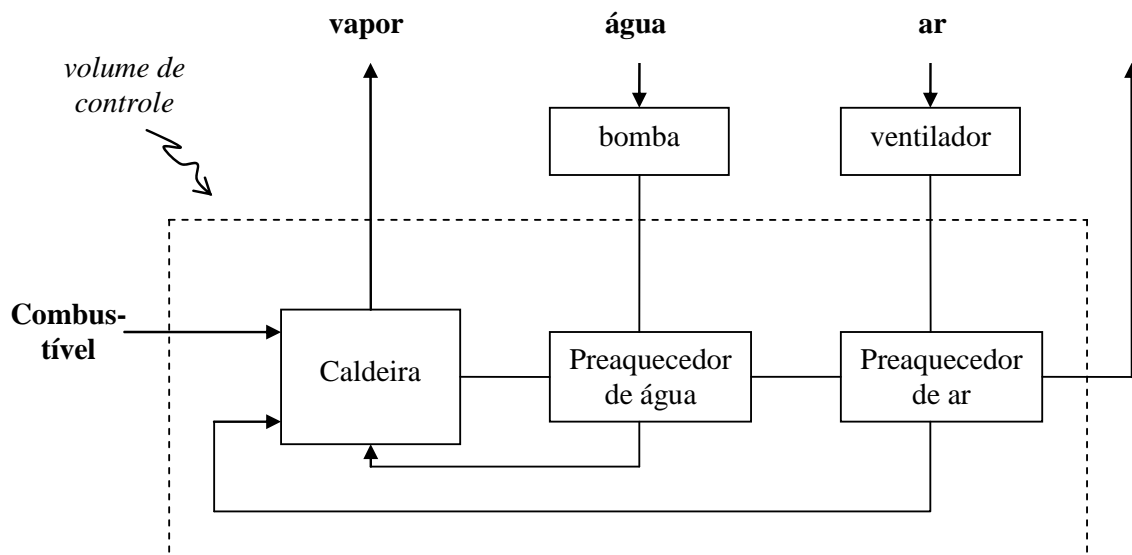 vapor
água
ar
volume de
controle
bomba
ventilador
Combus-
tível
Caldeira
Preaquecedor
de água
Preaquecedor
de ar